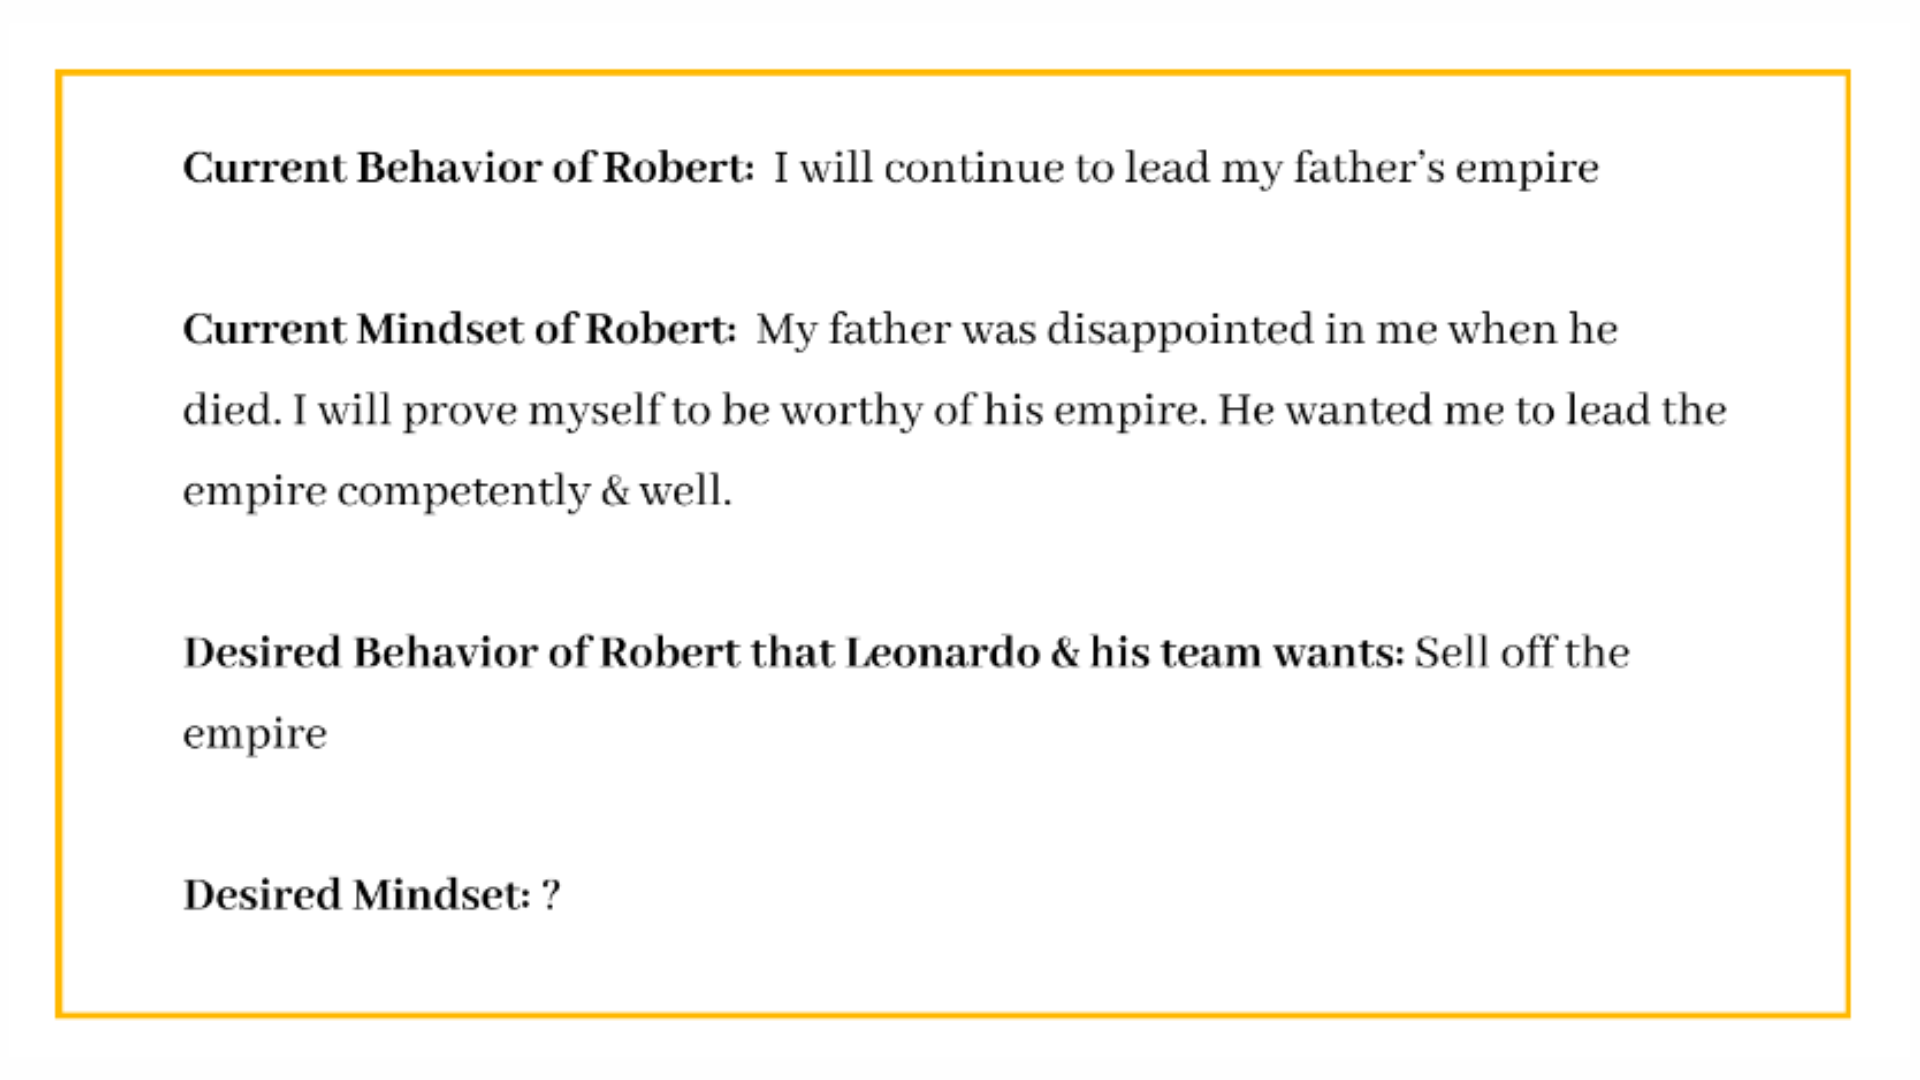 Current Behavior of Robert: I will continue to lead my father’s empire
Current Mindset of Robert: My father was disappointed in me when he
died. I will prove myself to be worthy of his empire. He wanted me to lead the
empire competently & well.
Desired Behavior of Robert that Leonardo & his team wants: Sell off the
empire
Desired Mindset: ?